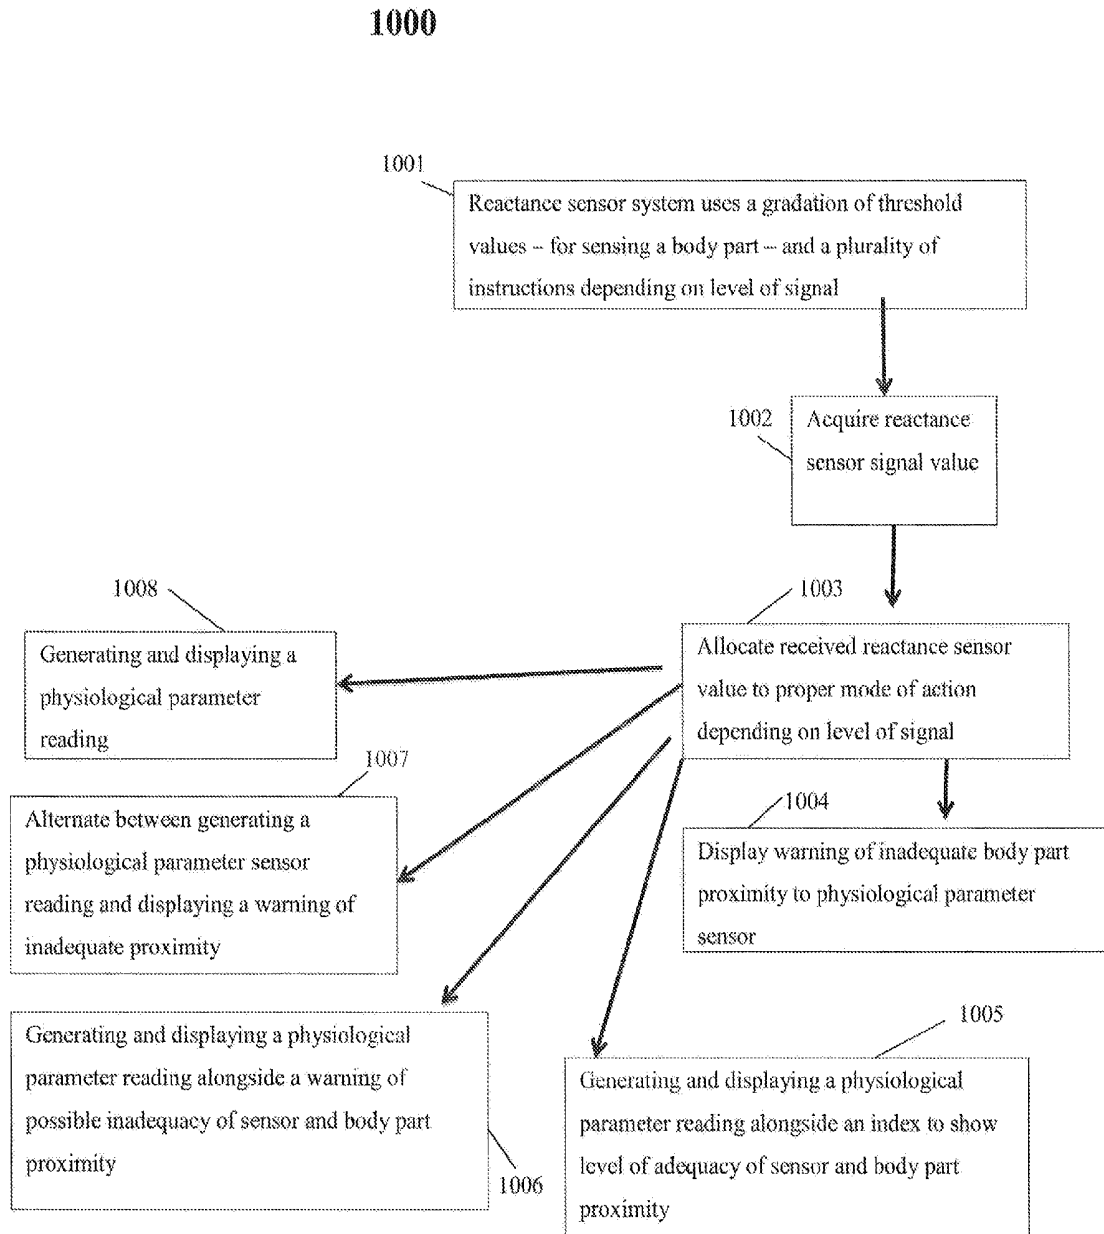 1000
1001
Reactance sensor system uses a gradation of threshold
values – for sensing a body part – and a plurality of
instructions depending on level of signal
1002
Acquire reactance
sensor signal value
1003
Allocate received reactance sensor
value to proper mode of action
depending on level of signal
1008
Generating and displaying a
physiological parameter
reading
1007
Alternate between generating a
physiological parameter sensor
reading and displaying a warning of
inadequate proximity
1004
Display warning of inadequate body part
proximity to physiological parameter
sensor
1006
Generating and displaying a physiological
parameter reading alongside a warning of
possible inadequacy of sensor and body part
proximity
1005
Generating and displaying a physiological
parameter reading alongside an index to show
level of adequacy of sensor and body part
proximity